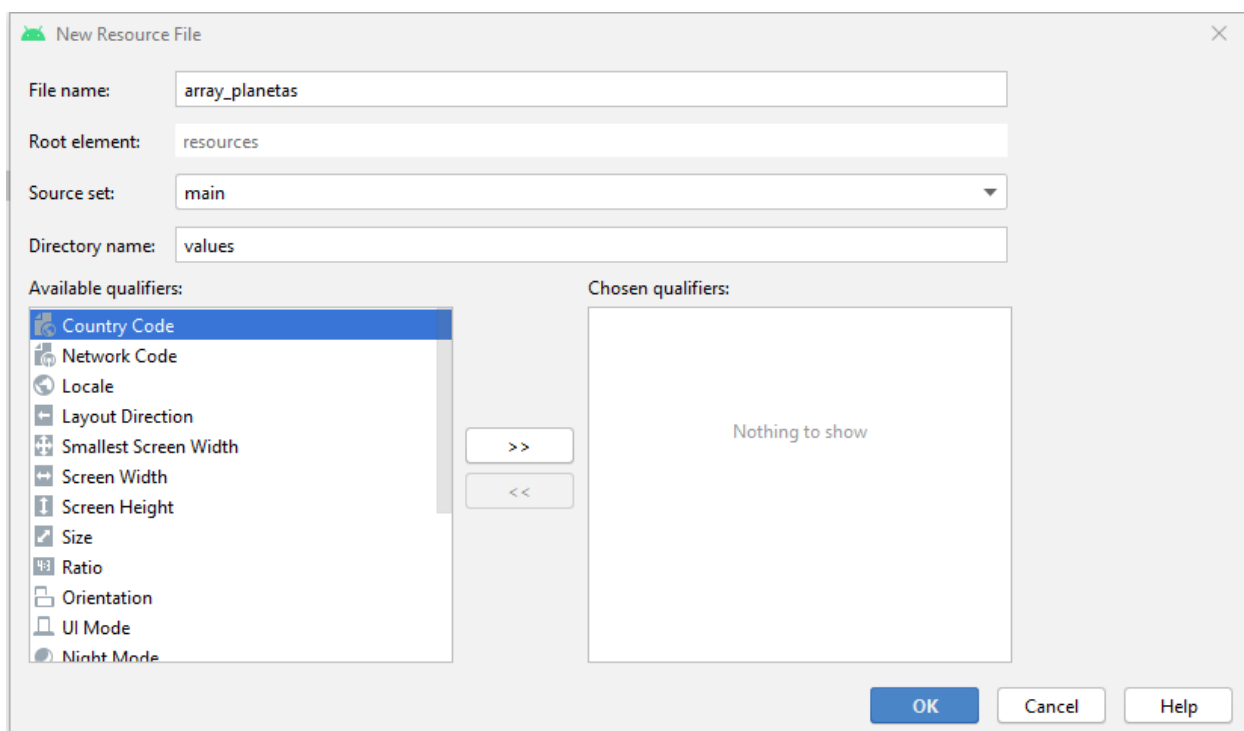 New Resource File
File name: array_planetas
Root element: resources
Source set: main
Directory name: values
Available qualifiers: Chosen qualifiers:
Country Code
Network Code
Locale
Layout Direction
Smallest Screen Width
Screen Width
Screen Height
Size
Ratio
Orientation
UI Mode
Night Mode
>>
<<
Nothing to show
OK Cancel Help